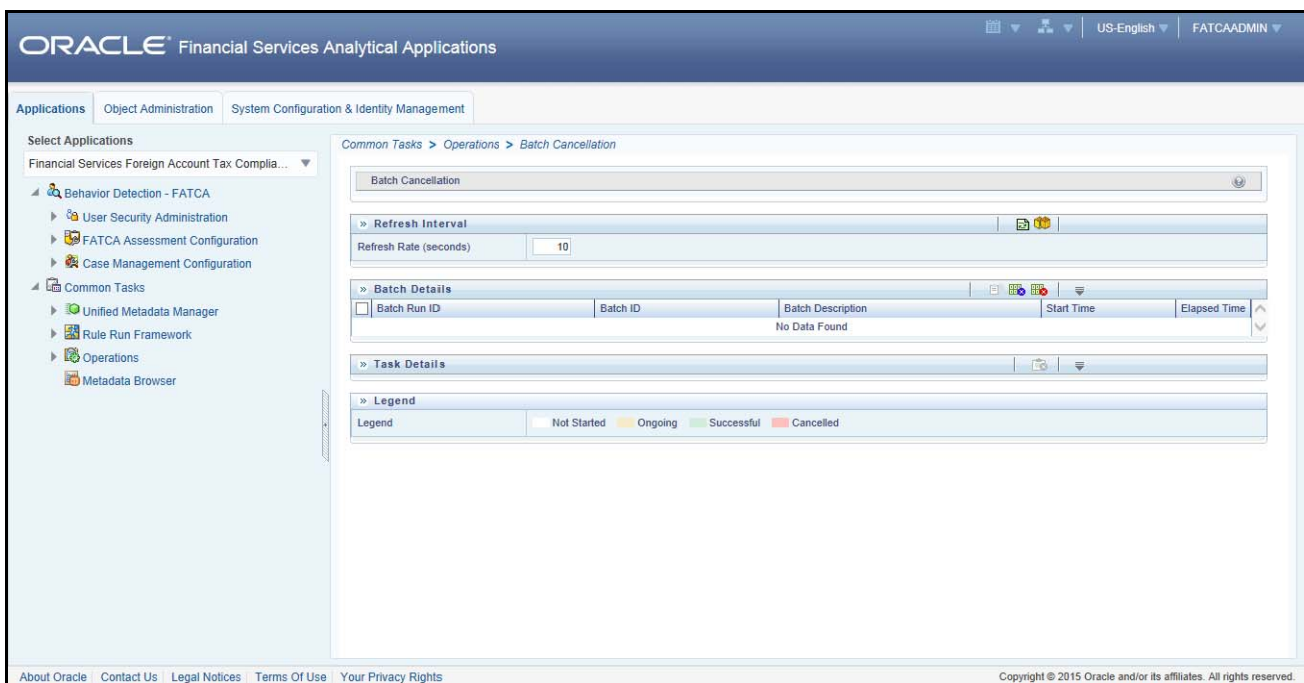 ORACLE® Financial Services Analytical Applications
US-English
FATCAADMIN
Applications
Object Administration
System Configuration & Identity Management
Select Applications
Financial Services Foreign Account Tax Complia...
Behavior Detection - FATCA
User Security Administration
FATCA Assessment Configuration
Case Management Configuration
Common Tasks
Unified Metadata Manager
Rule Run Framework
Operations
Metadata Browser
Common Tasks > Operations > Batch Cancellation
Batch Cancellation
» Refresh Interval
Refresh Rate (seconds) 10
» Batch Details
Batch Run ID Batch ID Batch Description Start Time Elapsed Time
No Data Found
» Task Details
» Legend
Legend Not Started Ongoing Successful Cancelled
About Oracle Contact Us Legal Notices Terms Of Use Your Privacy Rights
Copyright © 2015 Oracle and/or its affiliates. All rights reserved.